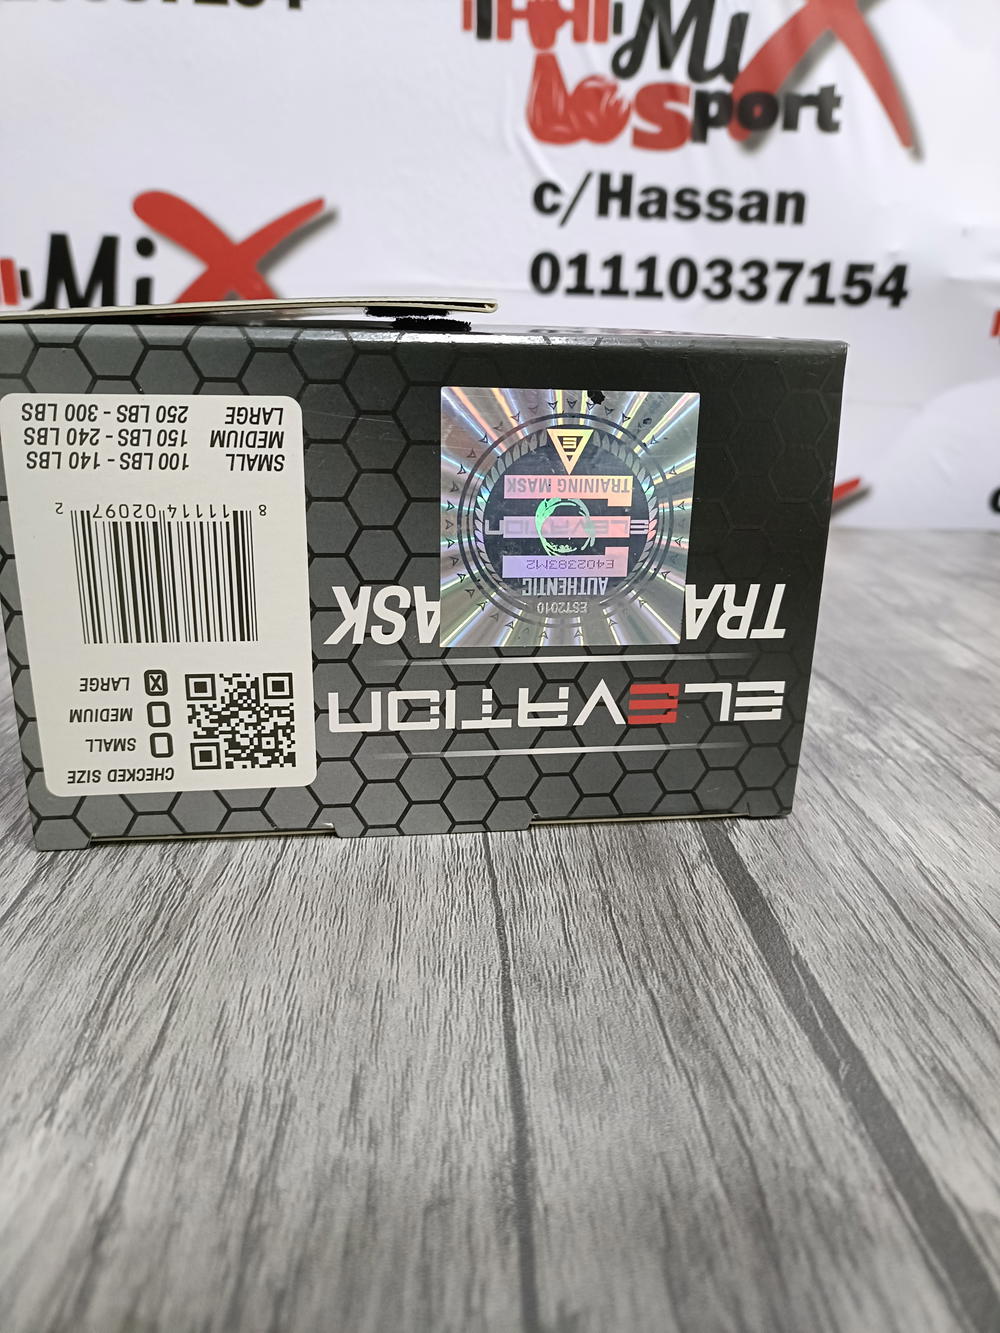 Mix
Sport
c/Hassan
01110337154
Mix
CHECKED SIZE
SMALL
MEDIUM
LARGE
8 11114 02097 2
SMALL 100 LBS - 140 LBS
MEDIUM 150 LBS - 240 LBS
LARGE 250 LBS - 300 LBS
ELEVATION
TRA ASK
EST2010
AUTHENTIC
E402383M2
ELEVATION
TRAINING MASK